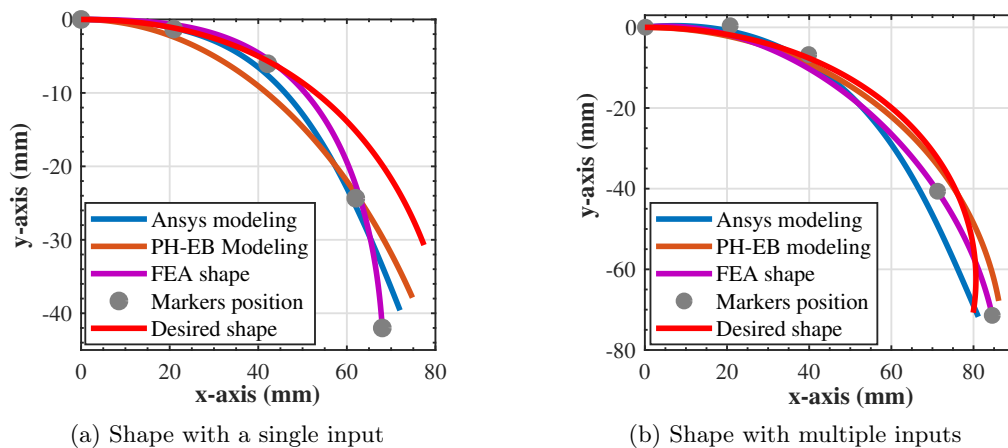 0
-10
-20
-30
-40
y-axis (mm)
0
20
40
60
80
x-axis (mm)
Ansys modeling
PH-EB Modeling
FEA shape
Markers position
Desired shape
(a) Shape with a single input
0
-20
-40
-60
-80
y-axis (mm)
0
20
40
60
80
x-axis (mm)
Ansys modeling
PH-EB modeling
FEA shape
Markers position
Desired shape
(b) Shape with multiple inputs